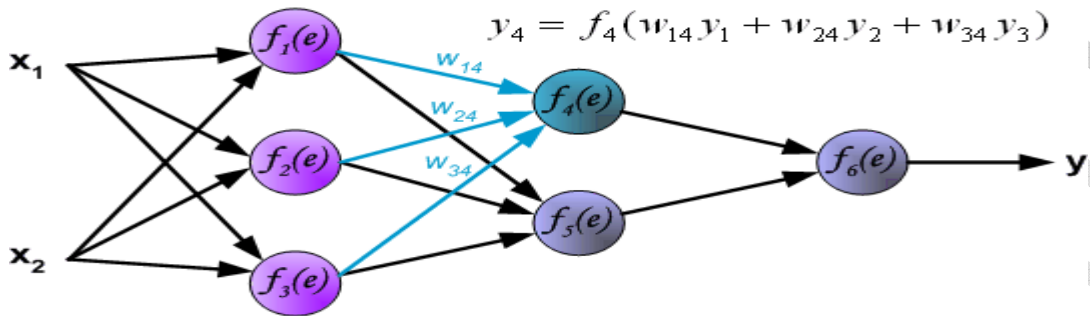 y₄ = f₄(w₁₄y₁ + w₂₄y₂ + w₃₄y₃)
f₁(e)
x₁
w₁₄
f₄(e)
w₂₄
f₂(e)
w₃₄
f₆(e)
y
f₅(e)
x₂
f₃(e)